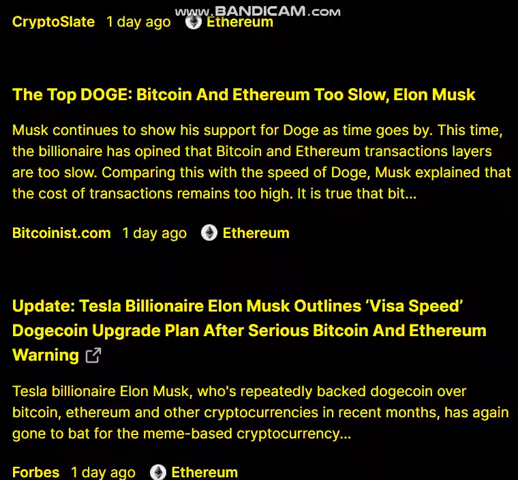 www.BANDICAM.com
CryptoSlate 1 day ago Ethereum
The Top DOGE: Bitcoin And Ethereum Too Slow, Elon Musk
Musk continues to show his support for Doge as time goes by. This time,
the billionaire has opined that Bitcoin and Ethereum transactions layers
are too slow. Comparing this with the speed of Doge, Musk explained that
the cost of transactions remains too high. It is true that bit...
Bitcoinist.com 1 day ago Ethereum
Update: Tesla Billionaire Elon Musk Outlines ‘Visa Speed’
Dogecoin Upgrade Plan After Serious Bitcoin And Ethereum
Warning
Tesla billionaire Elon Musk, who's repeatedly backed dogecoin over
bitcoin, ethereum and other cryptocurrencies in recent months, has again
gone to bat for the meme-based cryptocurrency...
Forbes 1 day ago Ethereum